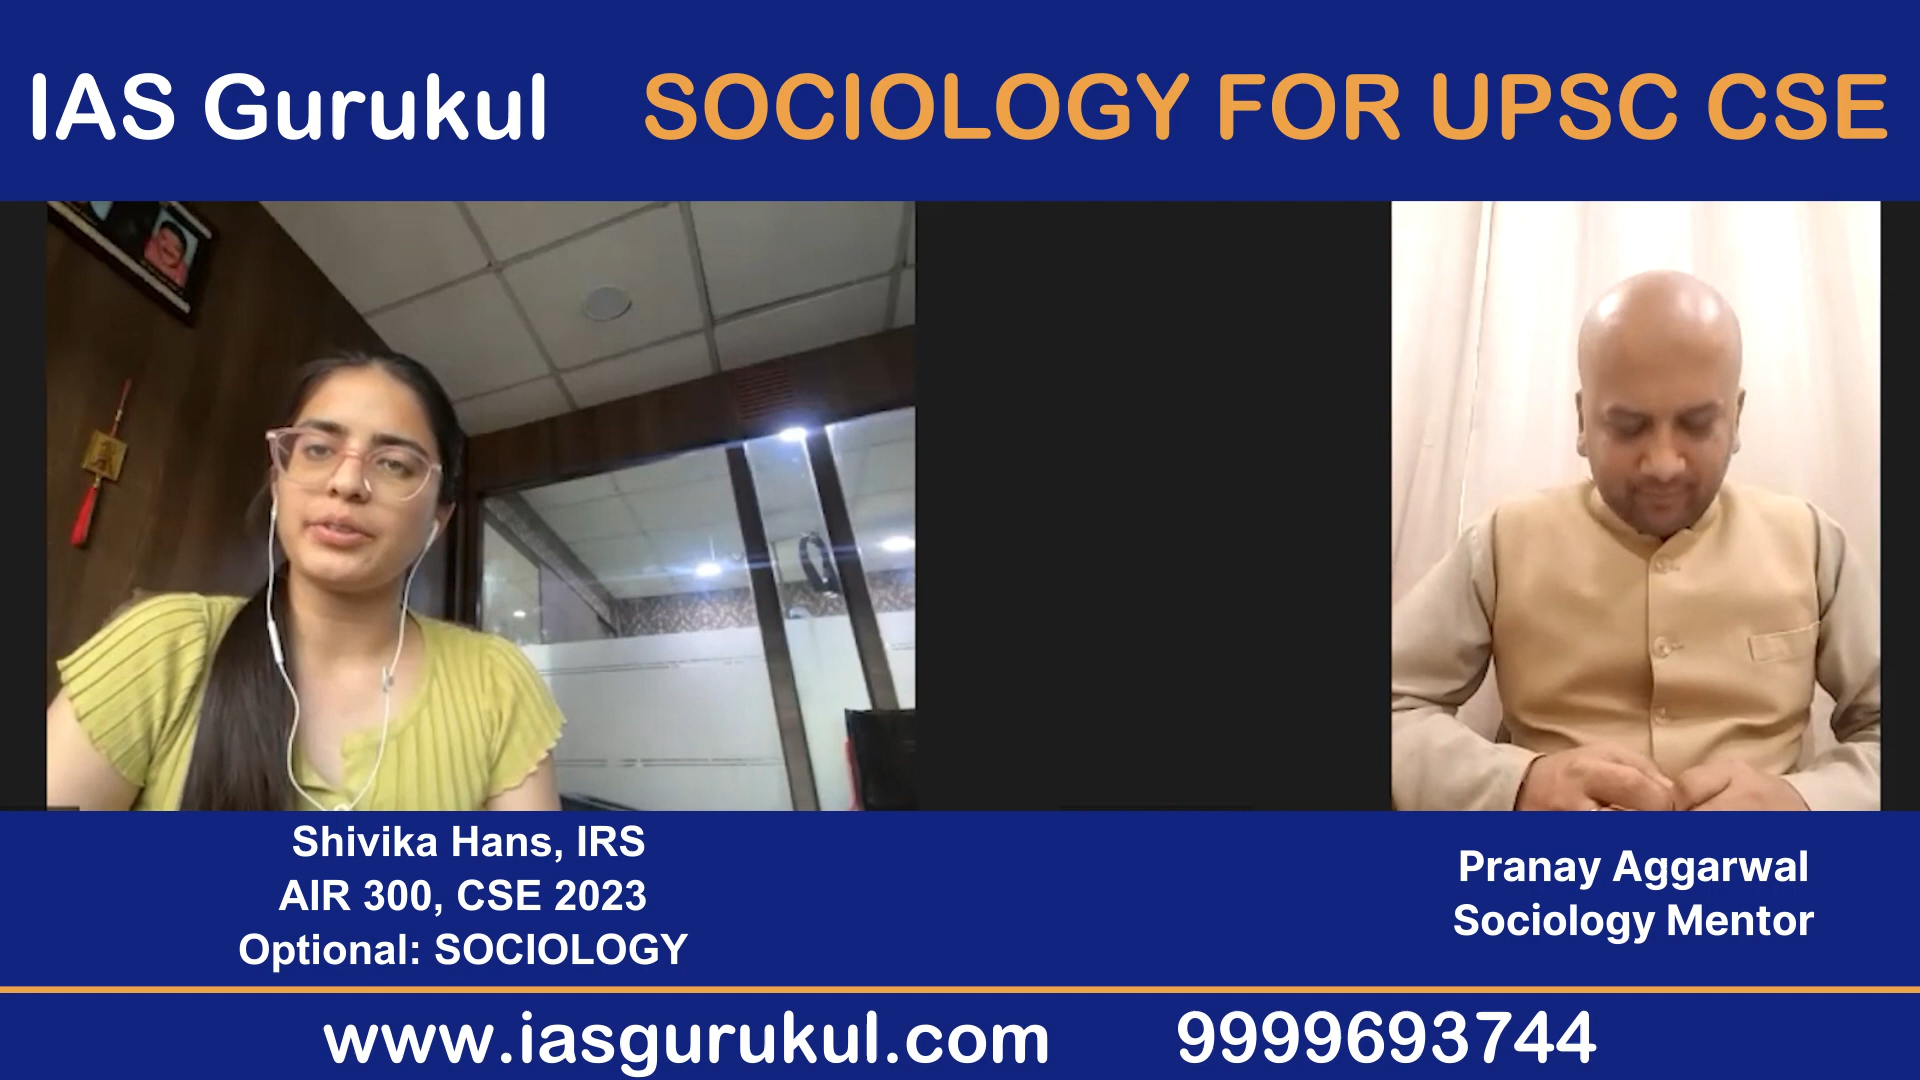 IAS Gurukul SOCIOLOGY FOR UPSC CSE
Shivika Hans, IRS
AIR 300, CSE 2023
Optional: SOCIOLOGY
Pranay Aggarwal
Sociology Mentor
www.iasgurukul.com 9999693744